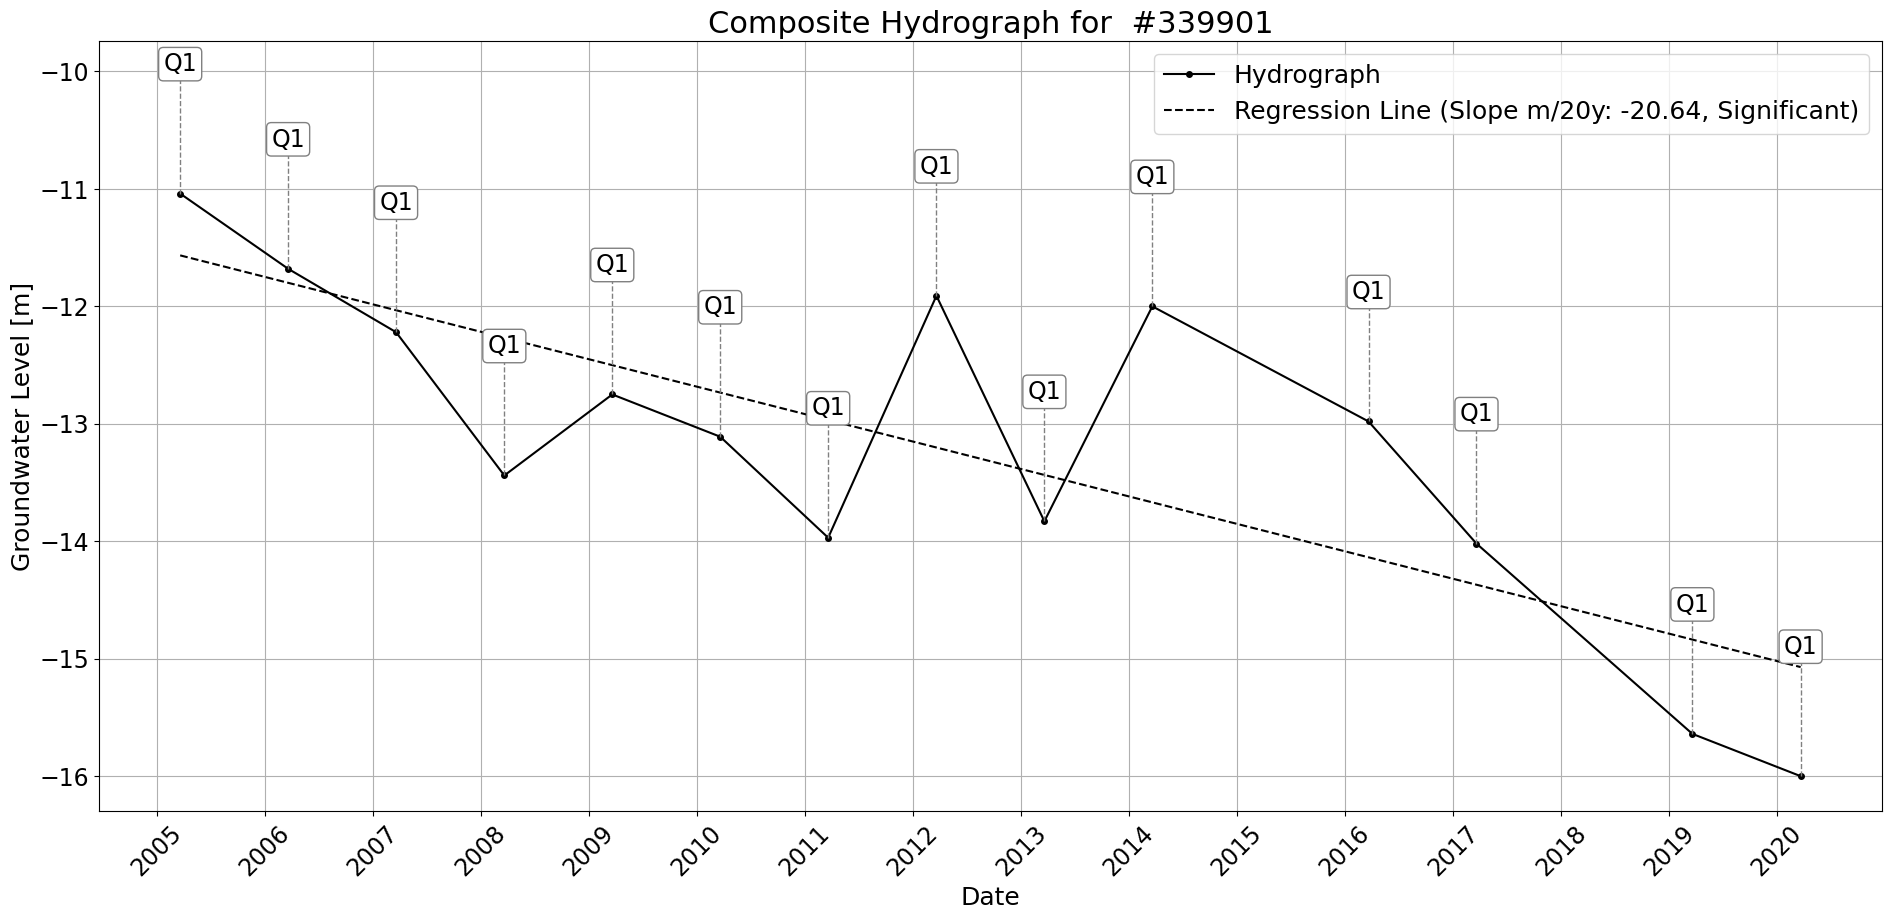 Composite Hydrograph for  #339901
Hydrograph
Regression Line (Slope m/20y: -20.64, Significant)
Groundwater Level [m]
−10
−11
−12
−13
−14
−15
−16
Q1
Q1
Q1
Q1
Q1
Q1
Q1
Q1
Q1
Q1
Q1
Q1
Q1
Q1
2005
2006
2007
2008
2009
2010
2011
2012
2013
2014
2015
2016
2017
2018
2019
2020
Date